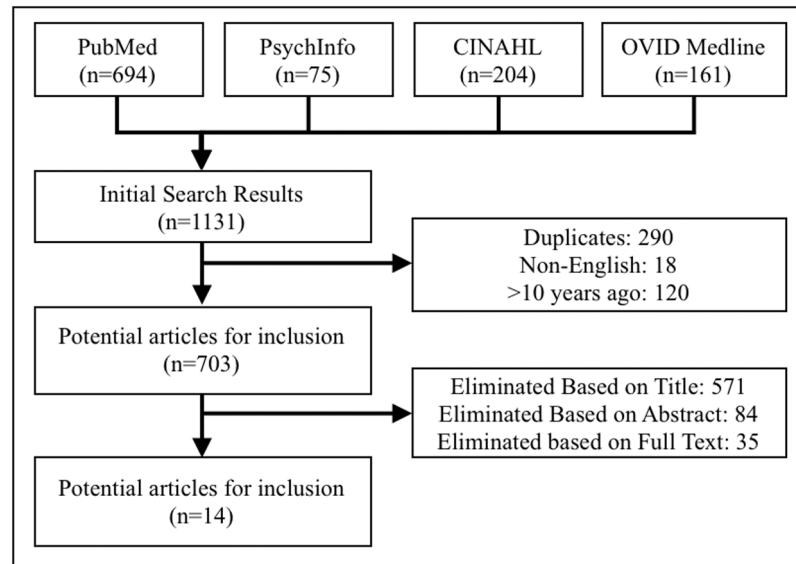 PubMed
(n=694)
PsychInfo
(n=75)
CINAHL
(n=204)
OVID Medline
(n=161)
Initial Search Results
(n=1131)
Duplicates: 290
Non-English: 18
>10 years ago: 120
Potential articles for inclusion
(n=703)
Eliminated Based on Title: 571
Eliminated Based on Abstract: 84
Eliminated based on Full Text: 35
Potential articles for inclusion
(n=14)